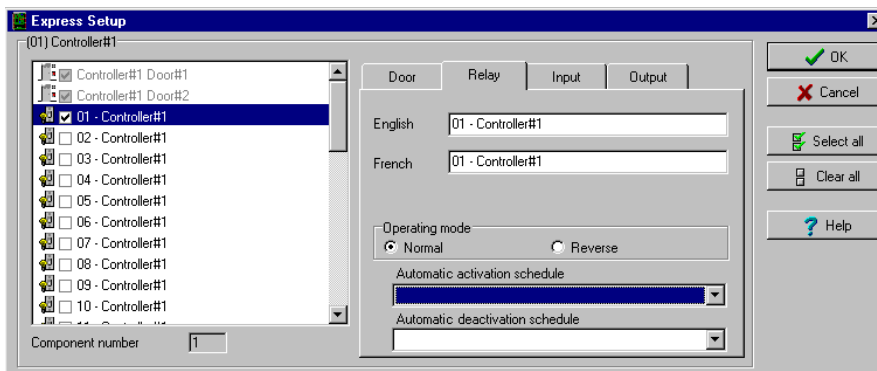 Express Setup
(01) Controller#1
Controller#1 Door#1
Controller#1 Door#2
01 - Controller#1
02 - Controller#1
03 - Controller#1
04 - Controller#1
05 - Controller#1
06 - Controller#1
07 - Controller#1
08 - Controller#1
09 - Controller#1
10 - Controller#1
Component number 1
Door Relay Input Output
English 01 - Controller#1
French 01 - Controller#1
Operating mode
Normal Reverse
Automatic activation schedule
Automatic deactivation schedule
OK
Cancel
Select all
Clear all
Help